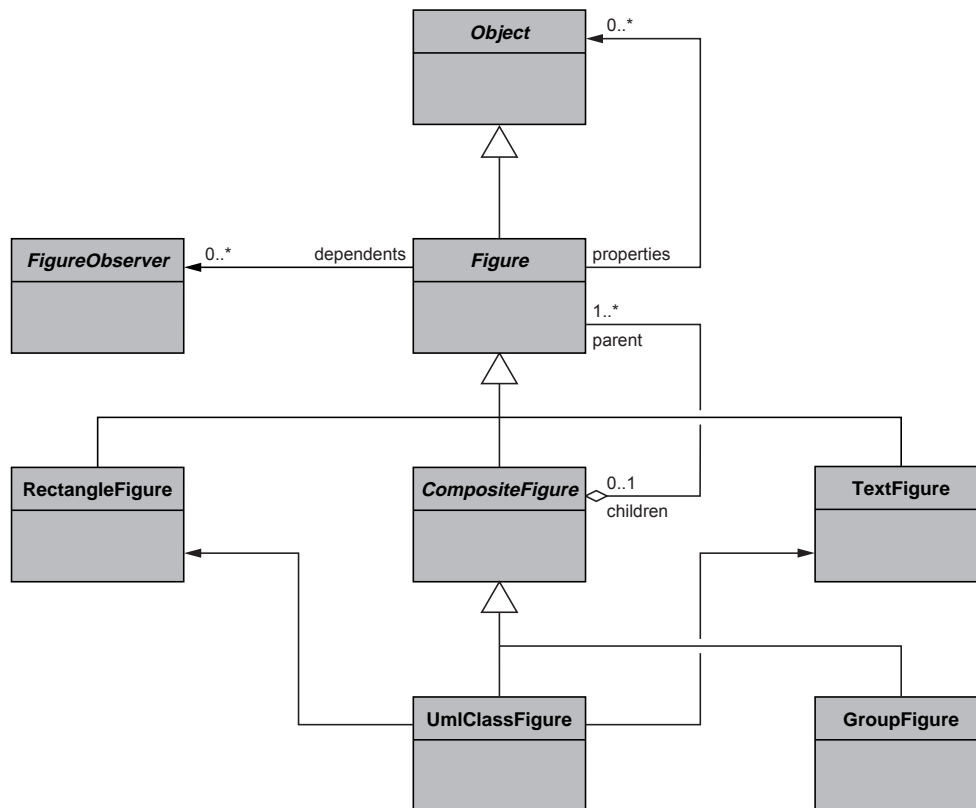 0..*
Object
FigureObserver
0..*
dependents
Figure
properties
1..*
parent
RectangleFigure
CompositeFigure
0..1
children
TextFigure
UmlClassFigure
GroupFigure